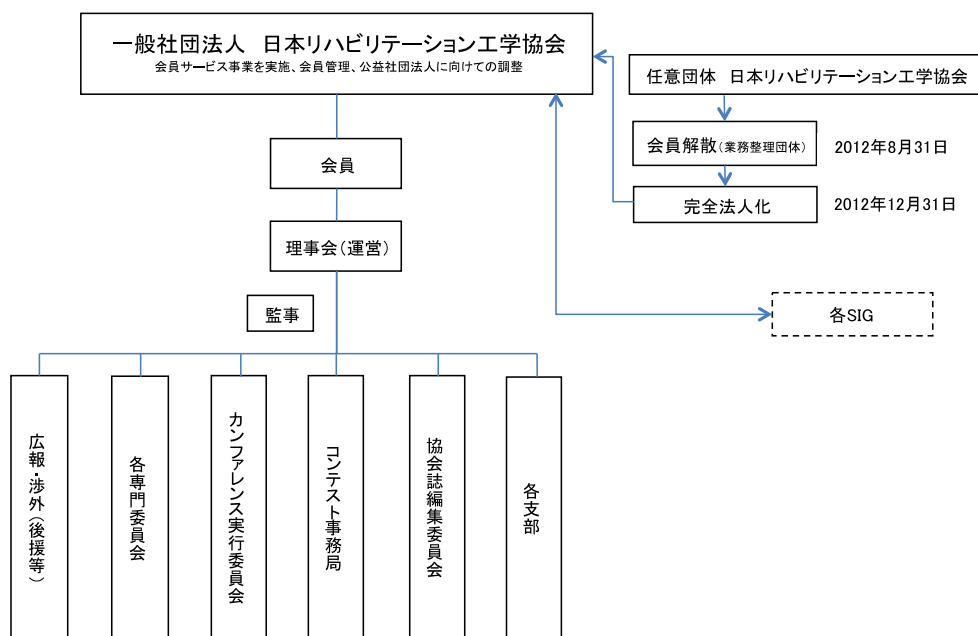 一般社団法人　日本リハビリテーション工学協会
会員サービス事業を実施、会員管理、公益社団法人に向けての調整
任意団体　日本リハビリテーション工学協会
会員解散(業務整理団体)
2012年8月31日
完全法人化
2012年12月31日
会員
理事会(運営)
監事
各SIG
広報・渉外(後援等)
各専門委員会
カンファレンス実行委員会
コンテスト事務局
協会誌編集委員会
各支部